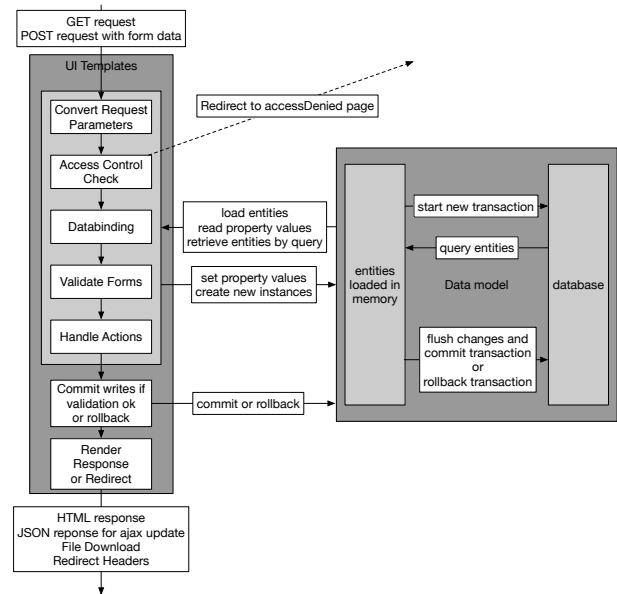 GET request
POST request with form data
UI Templates
Convert Request
Parameters
Redirect to accessDenied page
Access Control
Check
Databinding
load entities
read property values
retrieve entities by query
start new transaction
query entities
Validate Forms
set property values
create new instances
entities
loaded in
memory
Data model
database
Handle Actions
flush changes and
commit transaction
or
rollback transaction
Commit writes if
validation ok
or rollback
commit or rollback
Render
Response
or Redirect
HTML response
JSON reponse for ajax update
File Download
Redirect Headers